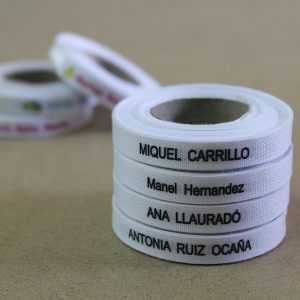 MIQUEL CARRILLO
Manel Hernandez
ANA LLAURADÓ
ANTONIA RUIZ OCAÑA